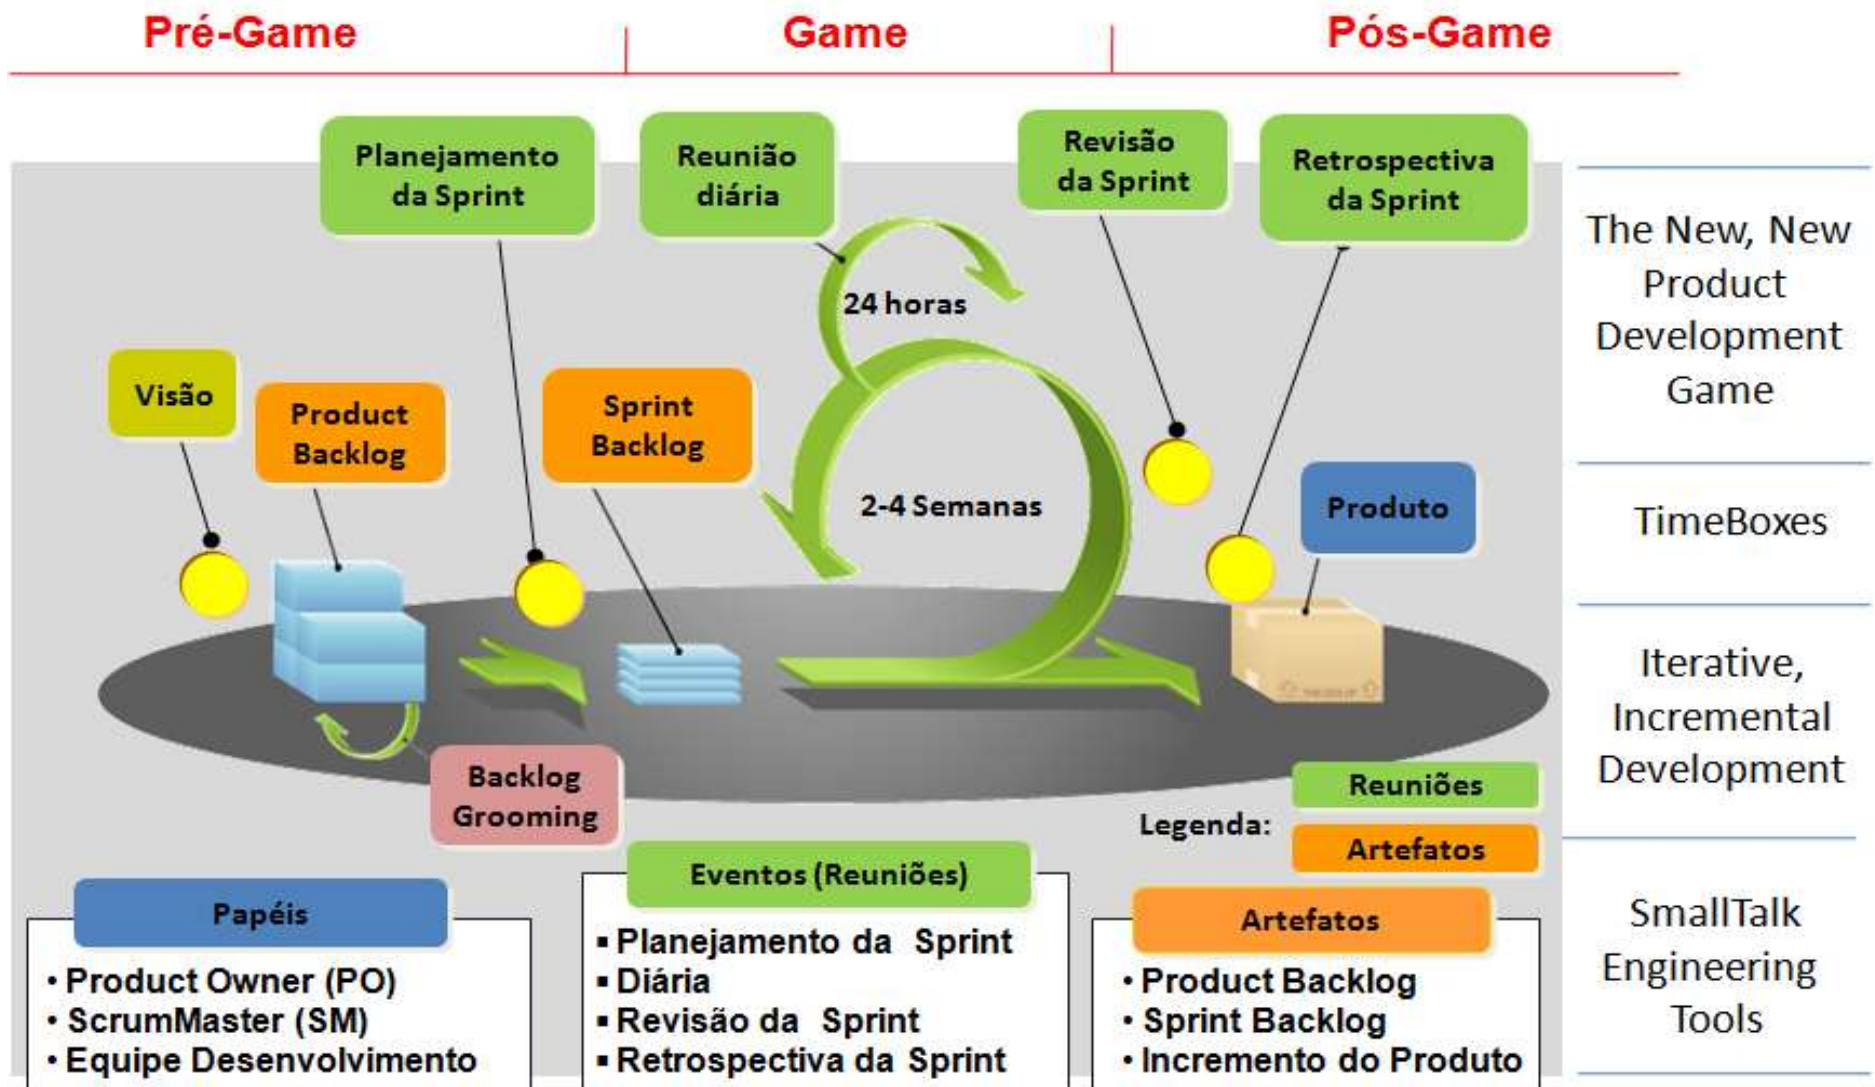 Pré-Game
Game
Pós-Game
Planejamento
da Sprint
Reunião
diária
Revisão
da Sprint
Retrospectiva
da Sprint
24 horas
Visão
Product
Backlog
Sprint
Backlog
2-4 Semanas
Produto
Backlog
Grooming
Legenda:
Reuniões
Artefatos
Papéis
• Product Owner (PO)
• ScrumMaster (SM)
• Equipe Desenvolvimento
Eventos (Reuniões)
▪ Planejamento da Sprint
▪ Diária
▪ Revisão da Sprint
▪ Retrospectiva da Sprint
Artefatos
• Product Backlog
• Sprint Backlog
• Incremento do Produto
The New, New
Product
Development
Game
TimeBoxes
Iterative,
Incremental
Development
SmallTalk
Engineering
Tools